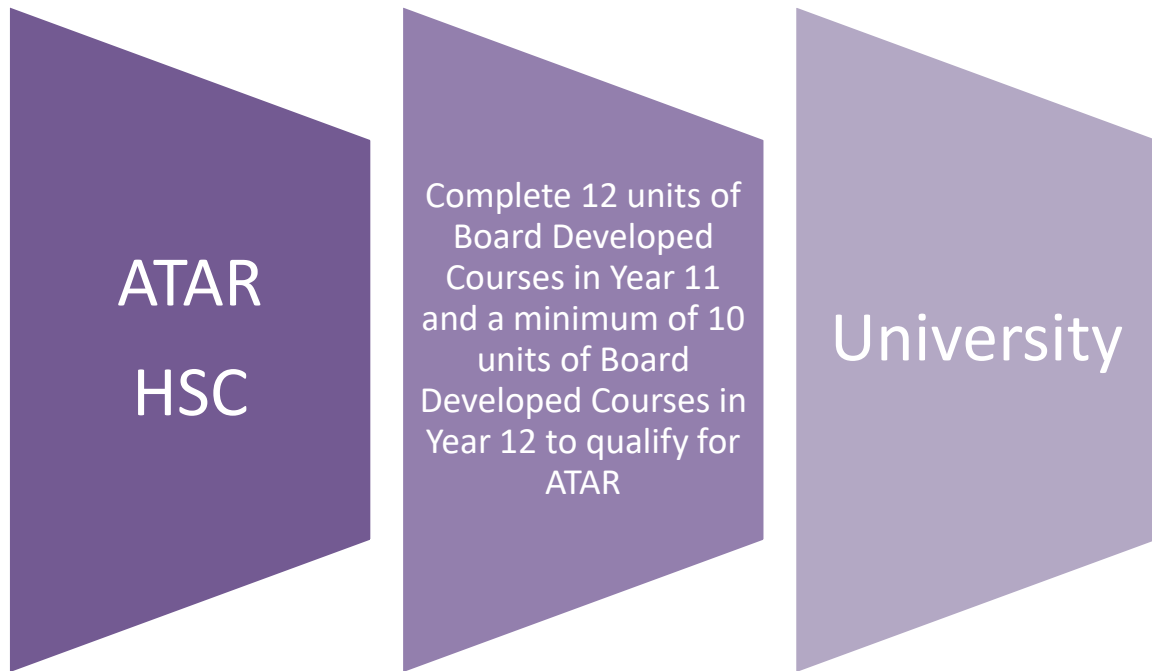 ATAR
HSC
Complete 12 units of
Board Developed
Courses in Year 11
and a minimum of 10
units of Board
Developed Courses in
Year 12 to qualify for
ATAR
University